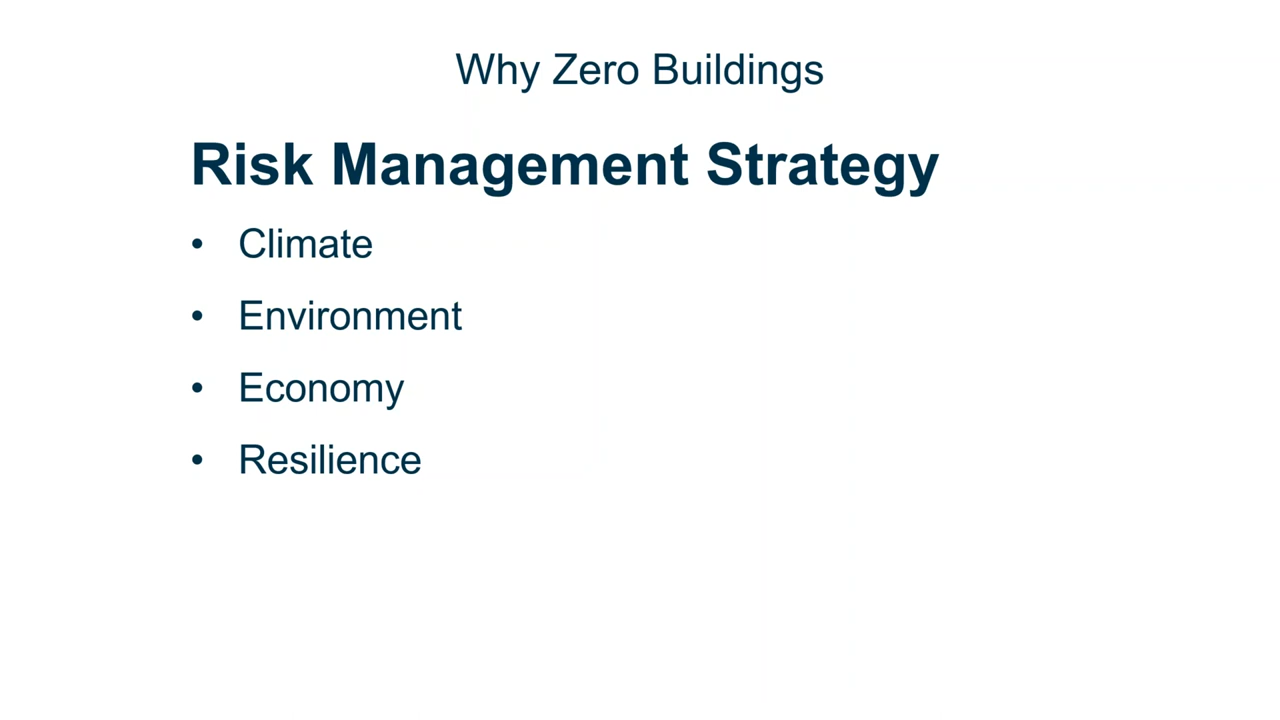 Why Zero Buildings
Risk Management Strategy
• Climate
• Environment
• Economy
• Resilience